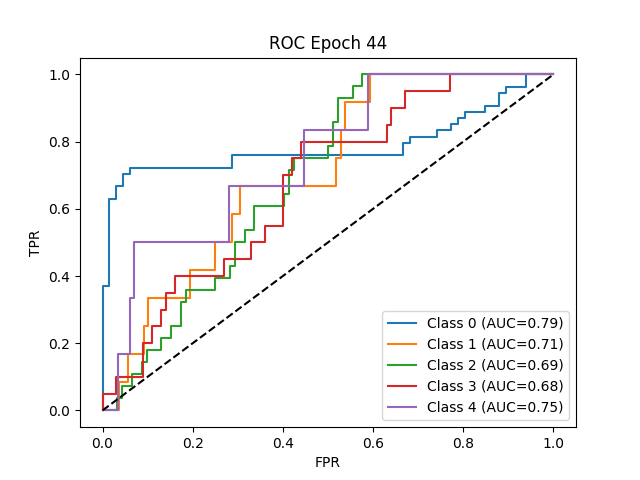 ROC Epoch 44
TPR
1.0
0.8
0.6
0.4
0.2
0.0
Class 0 (AUC=0.79)
Class 1 (AUC=0.71)
Class 2 (AUC=0.69)
Class 3 (AUC=0.68)
Class 4 (AUC=0.75)
0.0 0.2 0.4 0.6 0.8 1.0
FPR